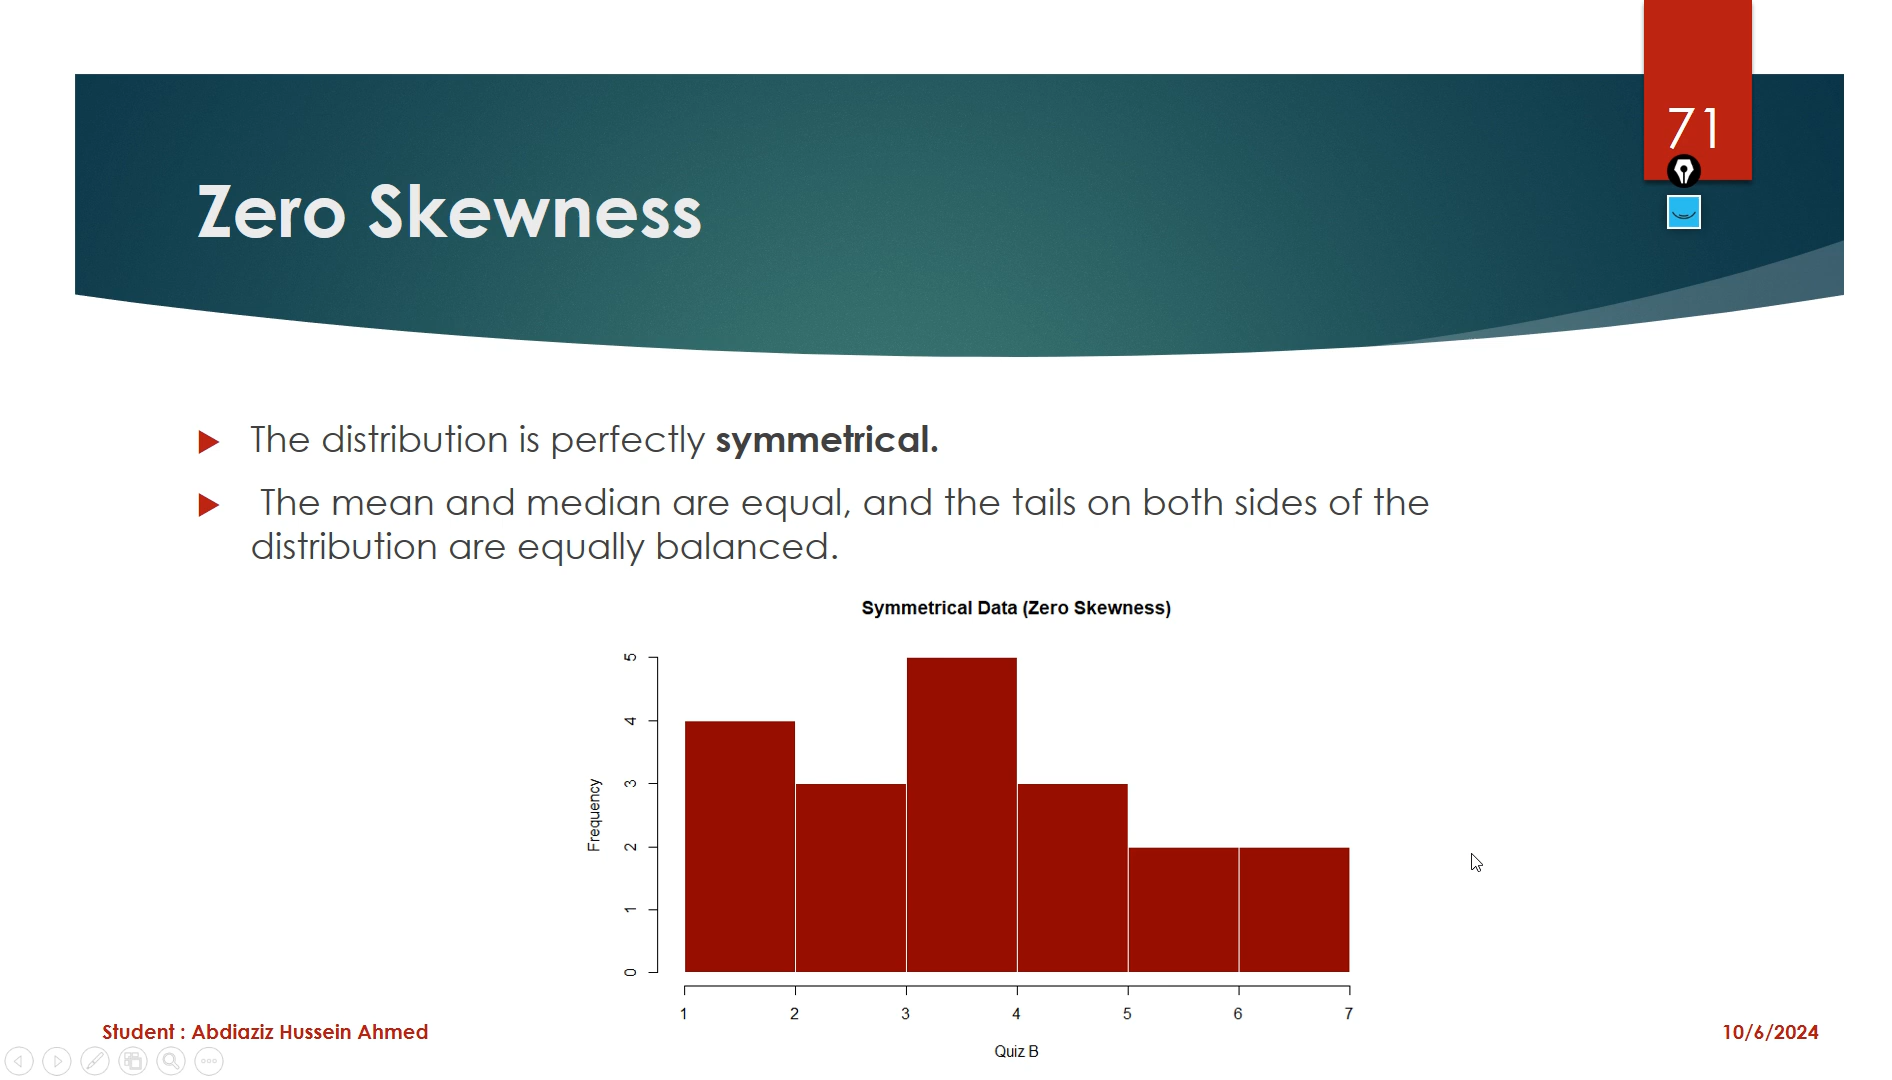 71
Zero Skewness
The distribution is perfectly symmetrical.
The mean and median are equal, and the tails on both sides of the
distribution are equally balanced.
Symmetrical Data (Zero Skewness)
5
4
3
2
1
0
Frequency
1 2 3 4 5 6 7
Quiz B
Student : Abdiaziz Hussein Ahmed
10/6/2024